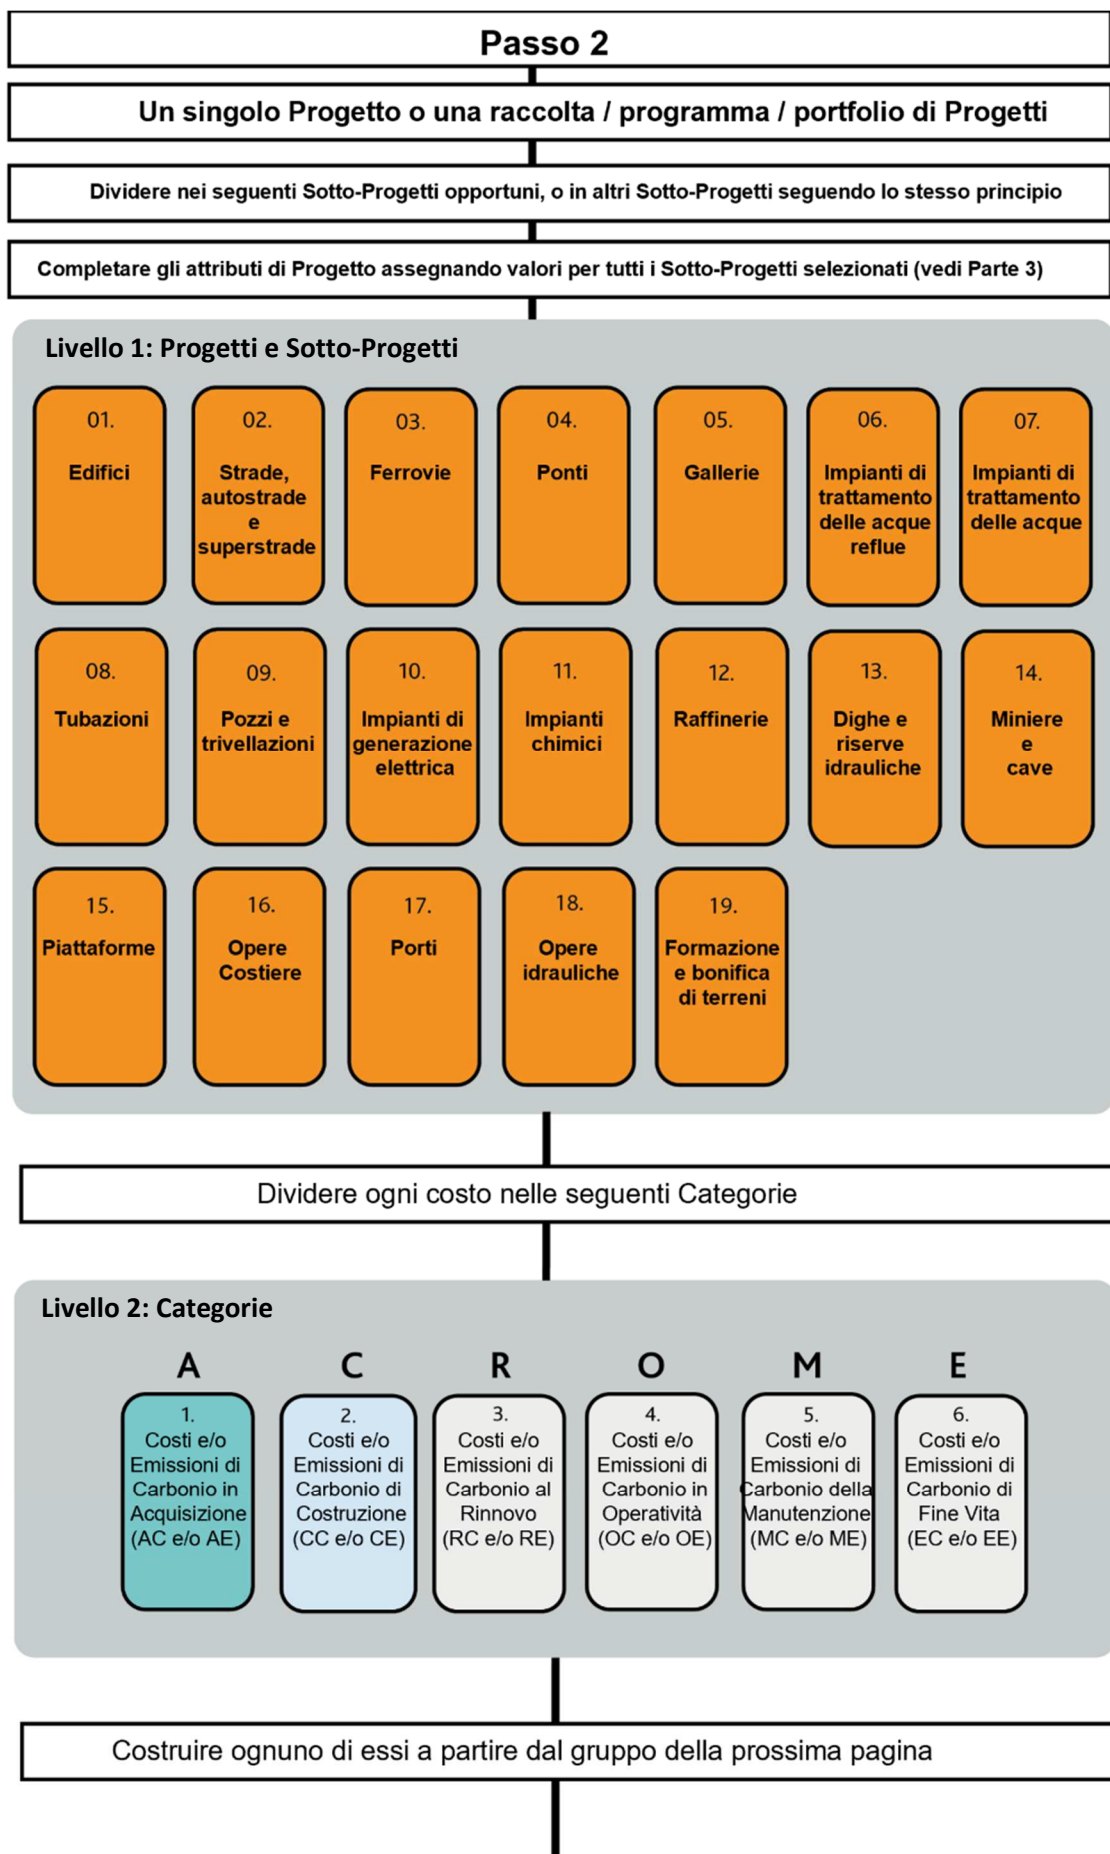 Passo 2
Un singolo Progetto o una raccolta / programma / portfolio di Progetti
Dividere nei seguenti Sotto-Progetti opportuni, o in altri Sotto-Progetti seguendo lo stesso principio
Completare gli attributi di Progetto assegnando valori per tutti i Sotto-Progetti selezionati (vedi Parte 3)
Livello 1: Progetti e Sotto-Progetti
01.
Edifici
02.
Strade,
autostrade
e
superstrade
03.
Ferrovie
04.
Ponti
05.
Gallerie
06.
Impianti di
trattamento
delle acque
reflue
07.
Impianti di
trattamento
delle acque
08.
Tubazioni
09.
Pozzi e
trivellazioni
10.
Impianti di
generazione
elettrica
11.
Impianti
chimici
12.
Raffinerie
13.
Dighe e
riserve
idrauliche
14.
Miniere
e
cave
15.
Piattaforme
16.
Opere
Costiere
17.
Porti
18.
Opere
idrauliche
19.
Formazione
e bonifica
di terreni
Dividere ogni costo nelle seguenti Categorie
Livello 2: Categorie
A
1.
Costi e/o
Emissioni di
Carbonio in
Acquisizione
(AC e/o AE)
C
2.
Costi e/o
Emissioni di
Carbonio di
Costruzione
(CC e/o CE)
R
3.
Costi e/o
Emissioni di
Carbonio al
Rinnovo
(RC e/o RE)
O
4.
Costi e/o
Emissioni di
Carbonio in
Operatività
(OC e/o OE)
M
5.
Costi e/o
Emissioni di
Carbonio della
Manutenzione
(MC e/o ME)
E
6.
Costi e/o
Emissioni di
Carbonio di
Fine Vita
(EC e/o EE)
Costruire ognuno di essi a partire dal gruppo della prossima pagina